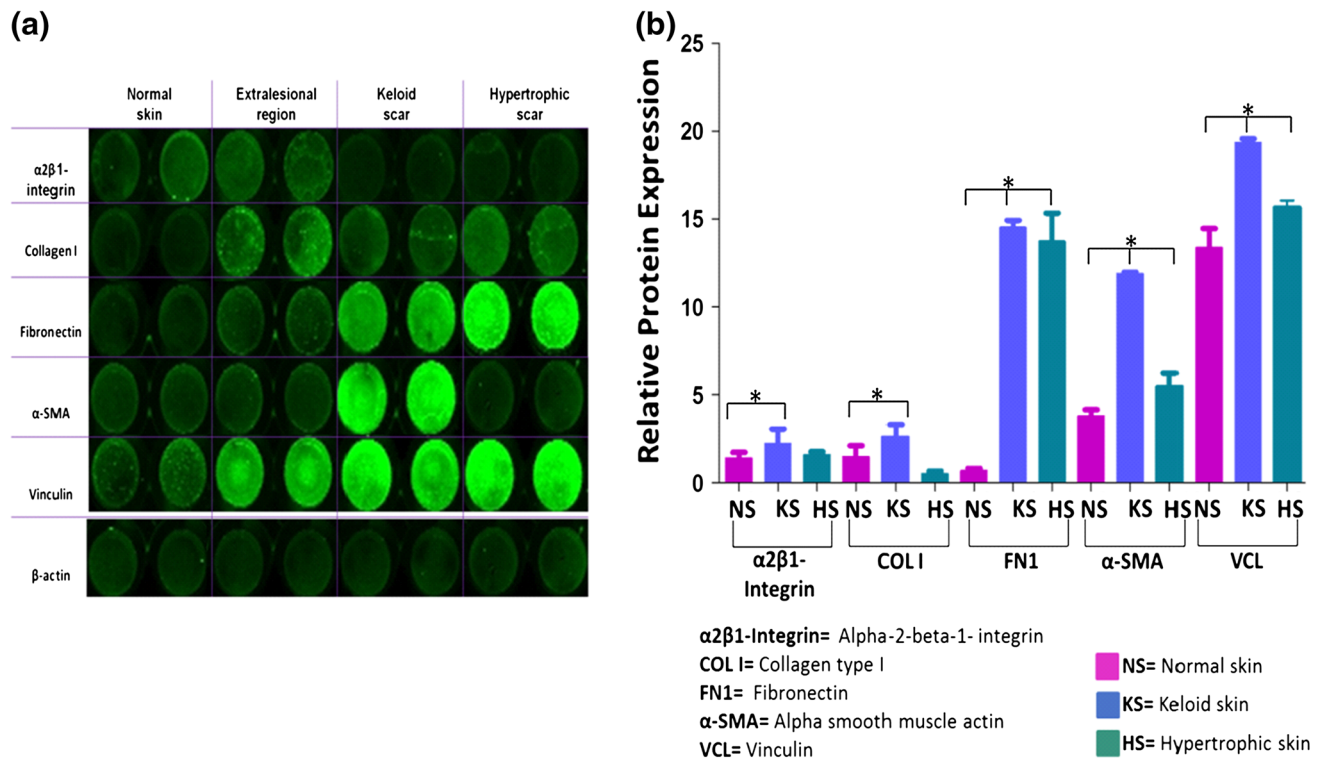 (a)
Normal skin
Extralesional region
Keloid scar
Hypertrophic scar
α2β1-
integrin
Collagen I
Fibronectin
α-SMA
Vinculin
β-actin
(b)
Relative Protein Expression
25
20
15
10
5
0
*
*
*
*
*
NS KS HS NS KS HS NS KS HS NS KS HS NS KS HS
α2β1-
Integrin
COL I
FN1
α-SMA
VCL
α2β1-Integrin= Alpha-2-beta-1- integrin
COL I= Collagen type I
FN1= Fibronectin
α-SMA= Alpha smooth muscle actin
VCL= Vinculin
NS= Normal skin
KS= Keloid skin
HS= Hypertrophic skin